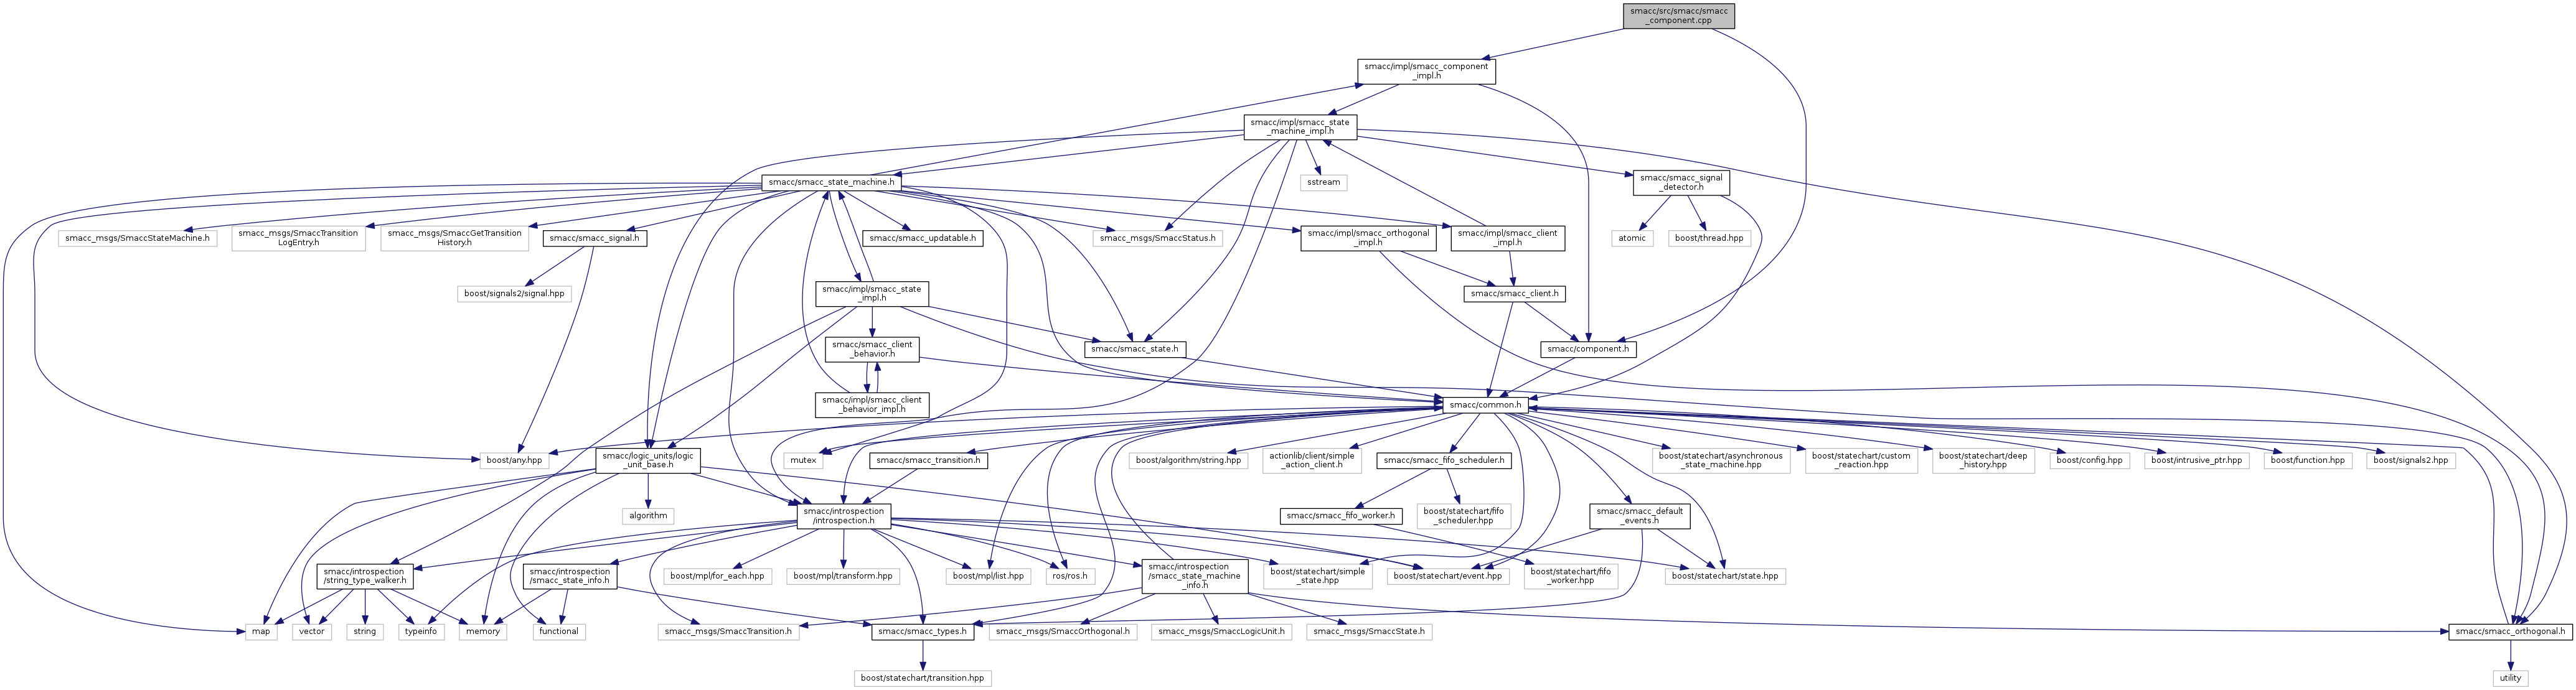 smacc/src/smacc/smacc
_component.cpp
smacc/impl/smacc_component
_impl.h
smacc/impl/smacc_state
_machine_impl.h
smacc/smacc_state_machine.h
sstream
smacc/smacc_signal
_detector.h
smacc_msgs/SmaccStateMachine.h
smacc_msgs/SmaccTransition
LogEntry.h
smacc_msgs/SmaccGetTransition
History.h
smacc/smacc_signal.h
smacc/smacc_updatable.h
smacc_msgs/SmaccStatus.h
smacc/impl/smacc_orthogonal
_impl.h
smacc/impl/smacc_client
_impl.h
atomic
boost/thread.hpp
boost/signals2/signal.hpp
smacc/impl/smacc_state
_impl.h
smacc/smacc_client.h
smacc/smacc_client
_behavior.h
smacc/smacc_state.h
smacc/component.h
smacc/impl/smacc_client
_behavior_impl.h
smacc/common.h
boost/any.hpp
smacc/logic_units/logic
_unit_base.h
mutex
smacc/smacc_transition.h
boost/algorithm/string.hpp
actionlib/client/simple
_action_client.h
smacc/smacc_fifo_scheduler.h
boost/statechart/asynchronous
_state_machine.hpp
boost/statechart/custom
_reaction.hpp
boost/statechart/deep
_history.hpp
boost/config.hpp
boost/intrusive_ptr.hpp
boost/function.hpp
boost/signals2.hpp
algorithm
smacc/introspection
/introspection.h
smacc/smacc_fifo_worker.h
boost/statechart/fifo
_scheduler.hpp
smacc/smacc_default
_events.h
smacc/introspection
/string_type_walker.h
smacc/introspection
/smacc_state_info.h
boost/mpl/for_each.hpp
boost/mpl/transform.hpp
boost/mpl/list.hpp
ros/ros.h
smacc/introspection
/smacc_state_machine
_info.h
boost/statechart/simple
_state.hpp
boost/statechart/event.hpp
boost/statechart/fifo
_worker.hpp
boost/statechart/state.hpp
map
vector
string
typeinfo
memory
functional
smacc_msgs/SmaccTransition.h
smacc/smacc_types.h
smacc_msgs/SmaccOrthogonal.h
smacc_msgs/SmaccLogicUnit.h
smacc_msgs/SmaccState.h
smacc/smacc_orthogonal.h
boost/statechart/transition.hpp
utility